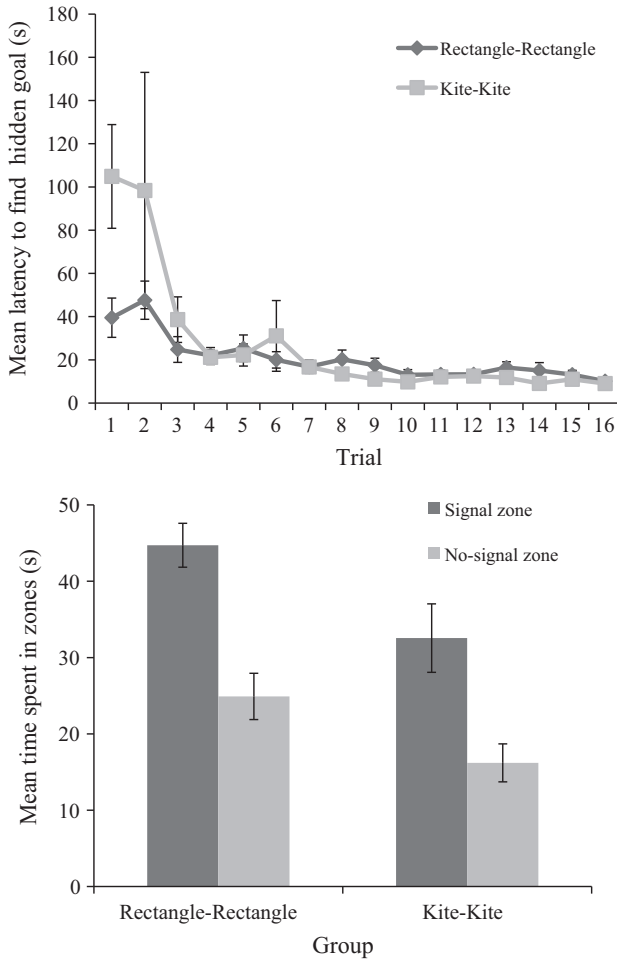 180
160
140
120
100
80
60
40
20
0
Mean latency to find hidden goal (s)
Rectangle-Rectangle
Kite-Kite
1 2 3 4 5 6 7 8 9 10 11 12 13 14 15 16
Trial
50
40
30
20
10
0
Mean time spent in zones (s)
Signal zone
No-signal zone
Rectangle-Rectangle Kite-Kite
Group